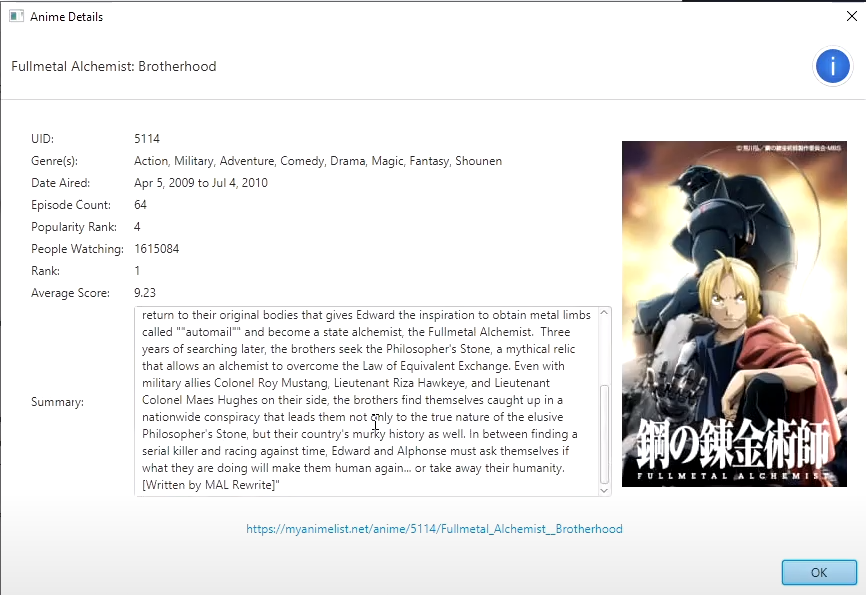 Anime Details
Fullmetal Alchemist: Brotherhood
UID: 5114
Genre(s): Action, Military, Adventure, Comedy, Drama, Magic, Fantasy, Shounen
Date Aired: Apr 5, 2009 to Jul 4, 2010
Episode Count: 64
Popularity Rank: 4
People Watching: 1615084
Rank: 1
Average Score: 9.23
Summary:
return to their original bodies that gives Edward the inspiration to obtain metal limbs
called ""automail"" and become a state alchemist, the Fullmetal Alchemist.  Three
years of searching later, the brothers seek the Philosopher's Stone, a mythical relic
that allows an alchemist to overcome the Law of Equivalent Exchange. Even with
military allies Colonel Roy Mustang, Lieutenant Riza Hawkeye, and Lieutenant
Colonel Maes Hughes on their side, the brothers find themselves caught up in a
nationwide conspiracy that leads them not only to the true nature of the elusive
Philosopher's Stone, but their country's murky history as well. In between finding a
serial killer and racing against time, Edward and Alphonse must ask themselves if
what they are doing will make them human again... or take away their humanity.
[Written by MAL Rewrite]"
©荒川弘/鋼の錬金術師製作委員会・MBS
鋼の錬金術師
FULLMETAL ALCHEMIST
https://myanimelist.net/anime/5114/Fullmetal_Alchemist__Brotherhood
OK